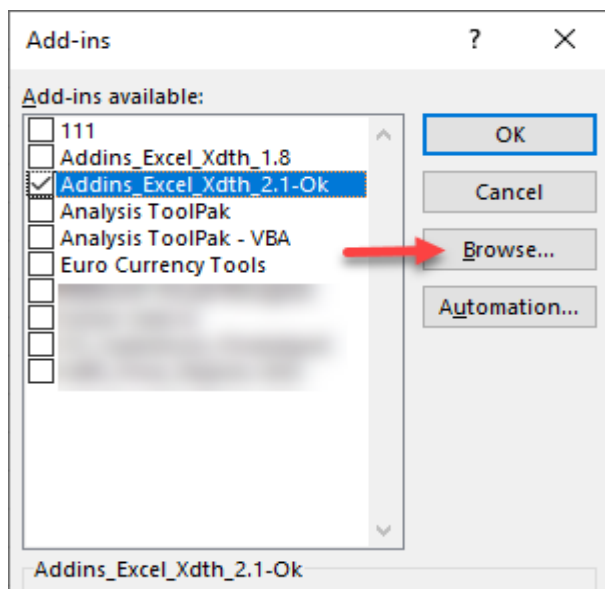 Add-ins ?
Add-ins available:
111
Addins_Excel_Xdth_1.8
Addins_Excel_Xdth_2.1-Ok
Analysis ToolPak
Analysis ToolPak - VBA
Euro Currency Tools
OK
Cancel
Browse...
Automation...
Addins_Excel_Xdth_2.1-Ok